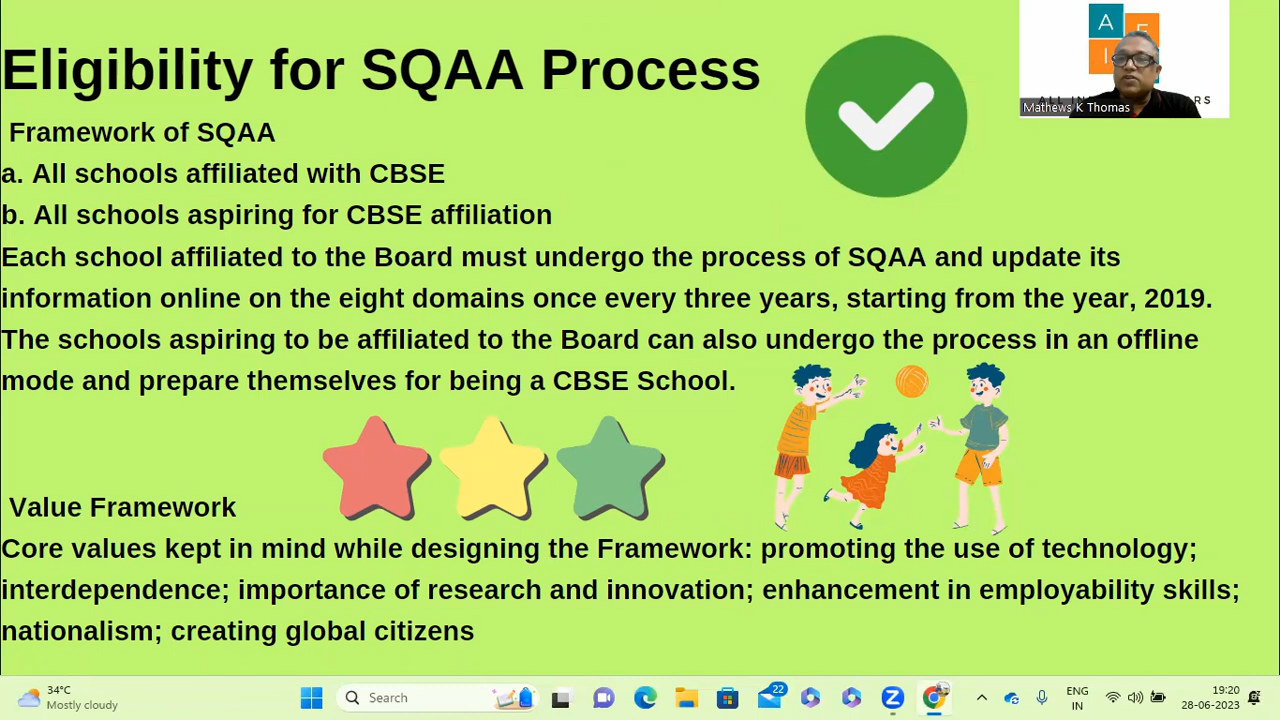 Eligibility for SQAA Process
Framework of SQAA
a. All schools affiliated with CBSE
b. All schools aspiring for CBSE affiliation
Each school affiliated to the Board must undergo the process of SQAA and update its
information online on the eight domains once every three years, starting from the year, 2019.
The schools aspiring to be affiliated to the Board can also undergo the process in an offline
mode and prepare themselves for being a CBSE School.
Value Framework
Core values kept in mind while designing the Framework: promoting the use of technology;
interdependence; importance of research and innovation; enhancement in employability skills;
nationalism; creating global citizens
A
Mathews K Thomas
34°C
Mostly cloudy
Search
22
ENG
IN
19:20
28-06-2023